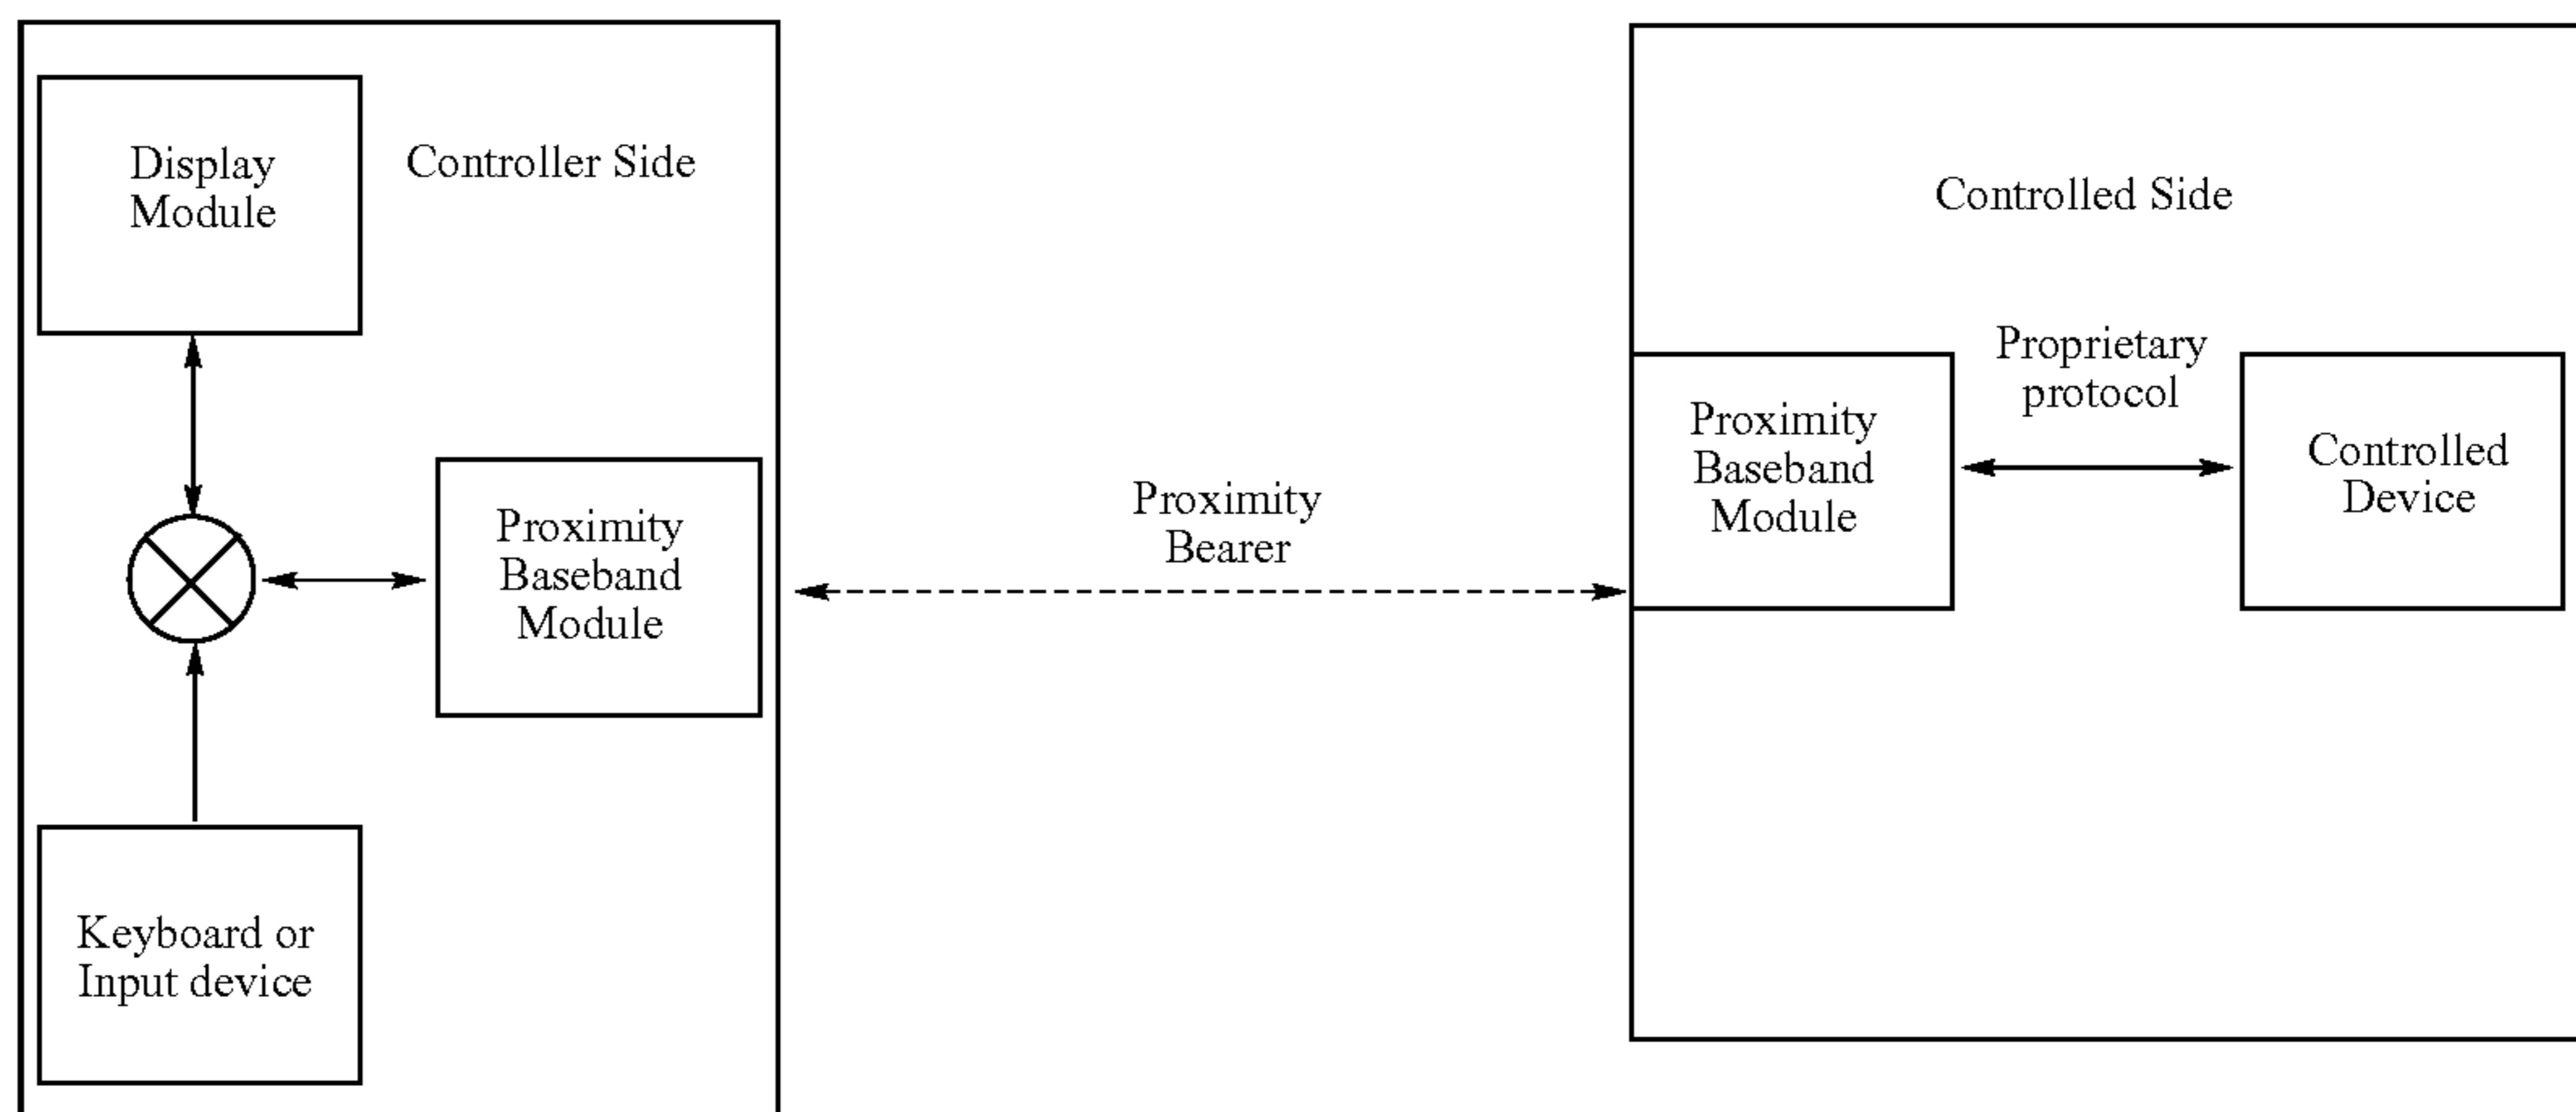 Display
Module
Controller Side
Proximity
Baseband
Module
Keyboard or
Input device
Proximity
Bearer
Controlled Side
Proximity
Baseband
Module
Proprietary
protocol
Controlled
Device